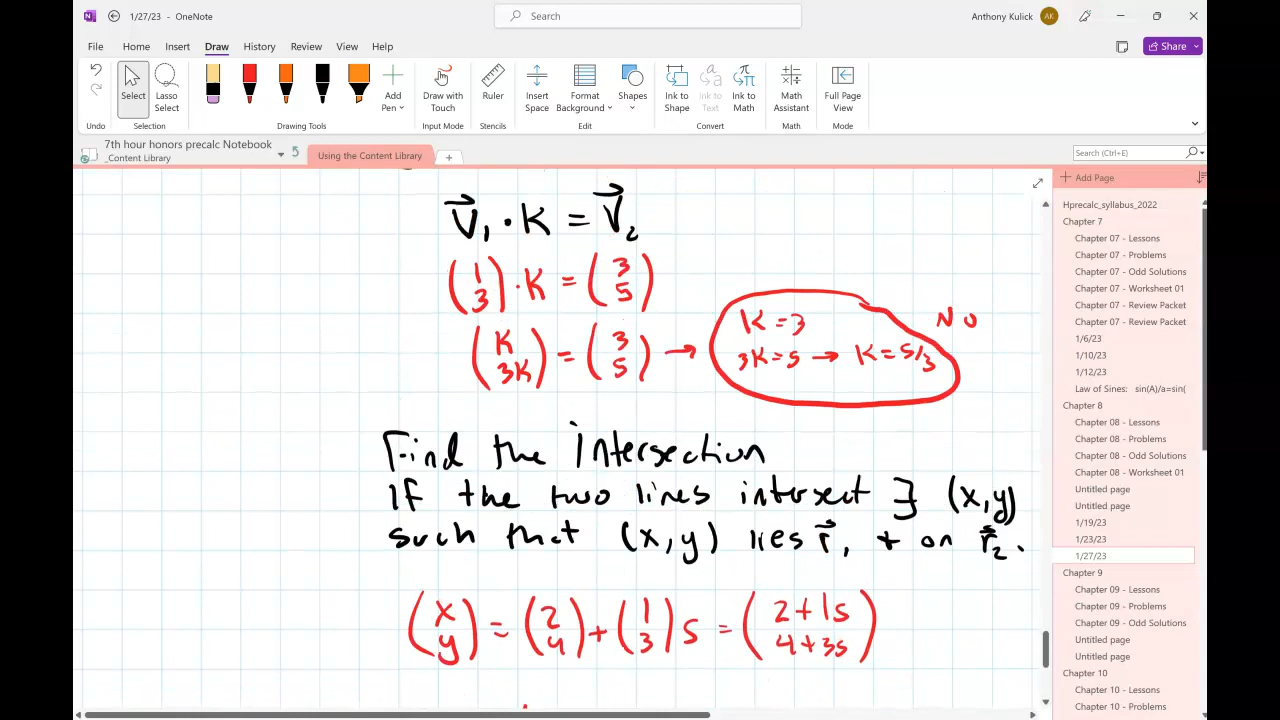 1/27/23 - OneNote
Search
Anthony Kulick
AK
File Home Insert Draw History Review View Help
Share
Select
Lasso Select
Add Pen
Draw with Touch
Ruler
Insert Space
Format Background
Shapes
Ink to Shape
Ink to Text
Ink to Math
Math Assistant
Full Page View
Undo Selection Drawing Tools Input Mode Stencils Edit Convert Math Mode
7th hour honors precalc Notebook
_Content Library
Using the Content Library
+
Search (Ctrl+E)
V⃗₁ · K = V⃗₂
(1 3) · K = (3 5)
(K 3K) = (3 5) →
K = 3
3K = 5 → K = 5/3
NO
Find the Intersection
If the two lines intersect ∃ (x,y)
such that (x,y) lies r⃗₁ + on r⃗₂.
(x y) = (2 4) + (1 3) s = (2+1s 4+3s)
Add Page
Hprecalc_syllabus_2022
Chapter 7
Chapter 07 - Lessons
Chapter 07 - Problems
Chapter 07 - Odd Solutions
Chapter 07 - Worksheet 01
Chapter 07 - Review Packet
Chapter 07 - Review Packet
1/6/23
1/10/23
1/12/23
Law of Sines: sin(A)/a=sin(
Chapter 8
Chapter 08 - Lessons
Chapter 08 - Problems
Chapter 08 - Odd Solutions
Chapter 08 - Worksheet 01
Untitled page
Untitled page
1/19/23
1/23/23
1/27/23
Chapter 9
Chapter 09 - Lessons
Chapter 09 - Problems
Chapter 09 - Odd Solutions
Untitled page
Untitled page
Chapter 10
Chapter 10 - Lessons
Chapter 10 - Problems